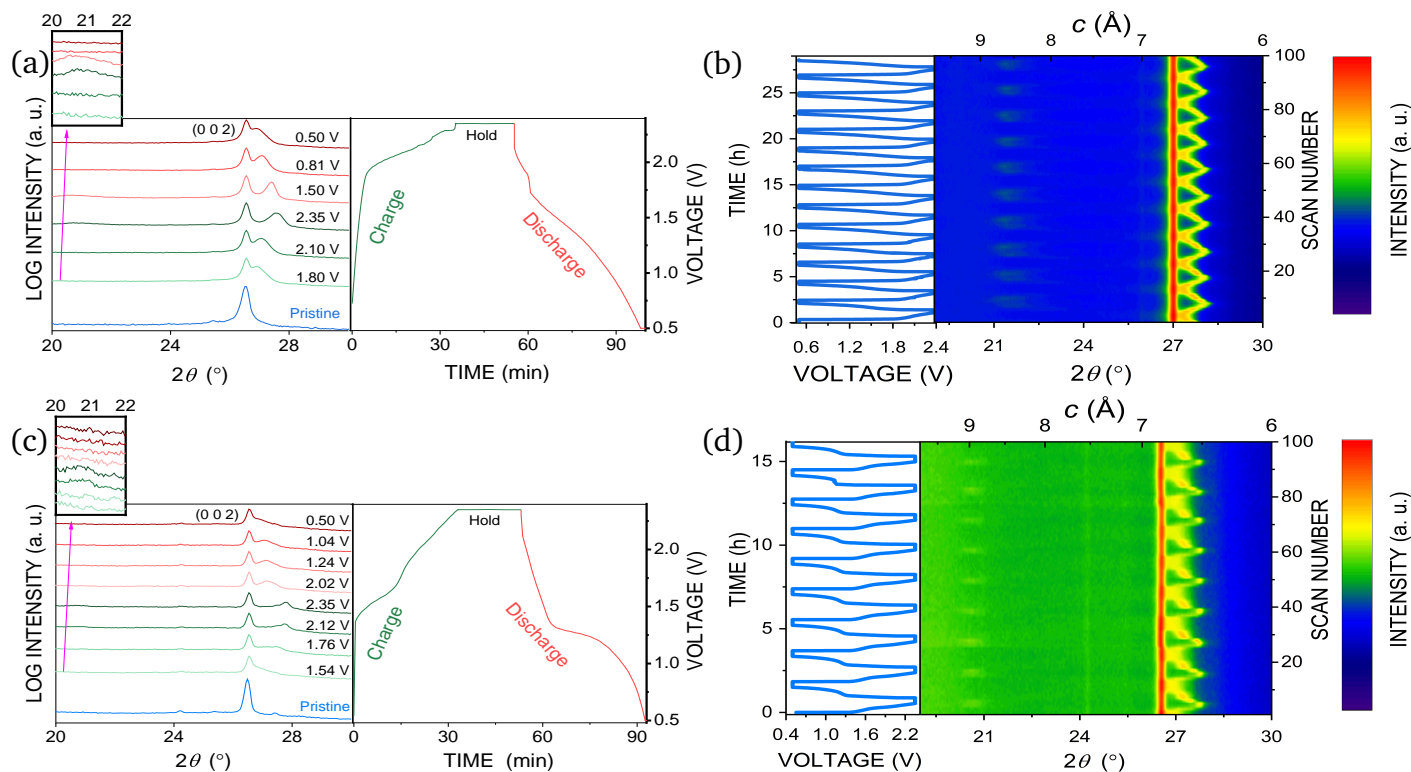 (a)
20 21 22
LOG INTENSITY (a. u.)
(0 0 2)
0.50 V
0.81 V
1.50 V
2.35 V
2.10 V
1.80 V
Pristine
20 24 28
2θ (°)
Charge
Hold
Discharge
0 30 60 90
TIME (min)
2.0
1.5
1.0
0.5
VOLTAGE (V)
(b)
c (Å)
9 8 7 6
TIME (h)
25
20
15
10
5
0
0.6 1.2 1.8 2.4
VOLTAGE (V)
21 24 27 30
2θ (°)
100
80
60
40
20
SCAN NUMBER
INTENSITY (a. u.)
(c)
20 21 22
LOG INTENSITY (a. u.)
(0 0 2)
0.50 V
1.04 V
1.24 V
2.02 V
2.35 V
2.12 V
1.76 V
1.54 V
Pristine
20 24 28
2θ (°)
Charge
Hold
Discharge
0 30 60 90
TIME (min)
2.0
1.5
1.0
0.5
VOLTAGE (V)
(d)
c (Å)
9 8 7 6
TIME (h)
15
10
5
0
0.4 1.0 1.6 2.2
VOLTAGE (V)
21 24 27 30
2θ (°)
100
80
60
40
20
SCAN NUMBER
INTENSITY (a. u.)